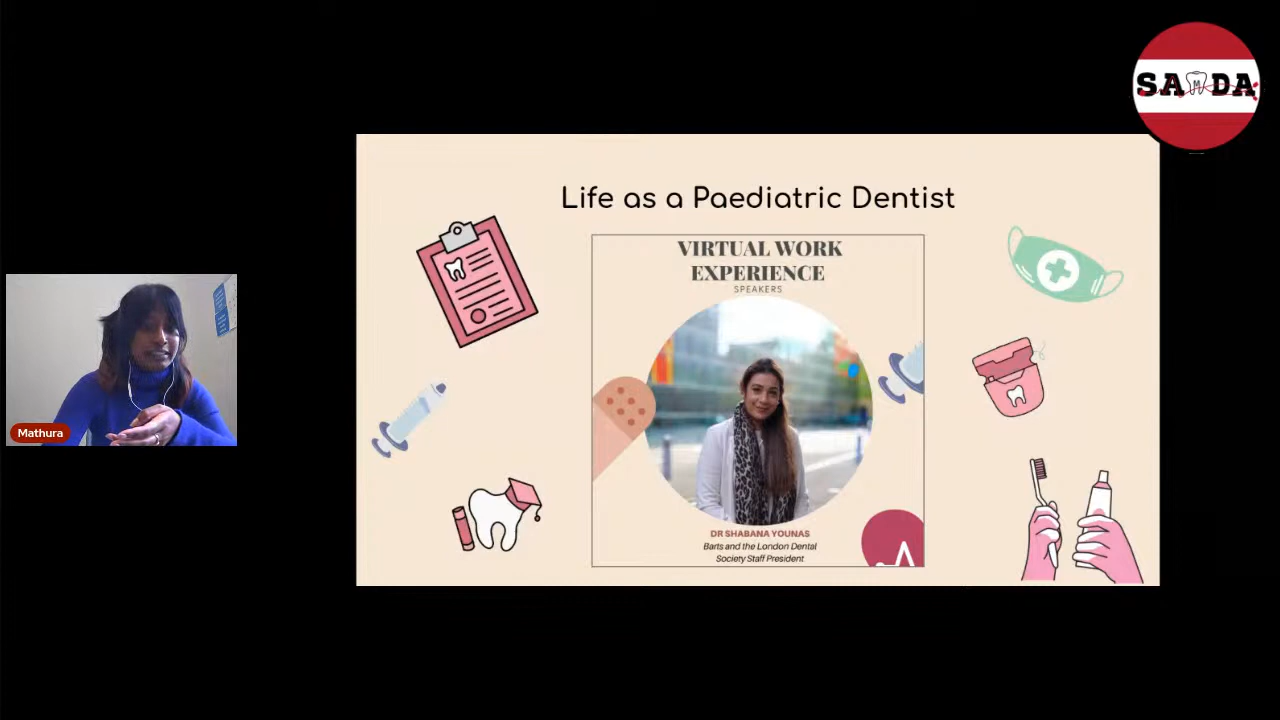 SAMDA
Life as a Paediatric Dentist
VIRTUAL WORK
EXPERIENCE
SPEAKERS
DR SHABANA YOUNAS
Barts and the London Dental
Society Staff President
Mathura